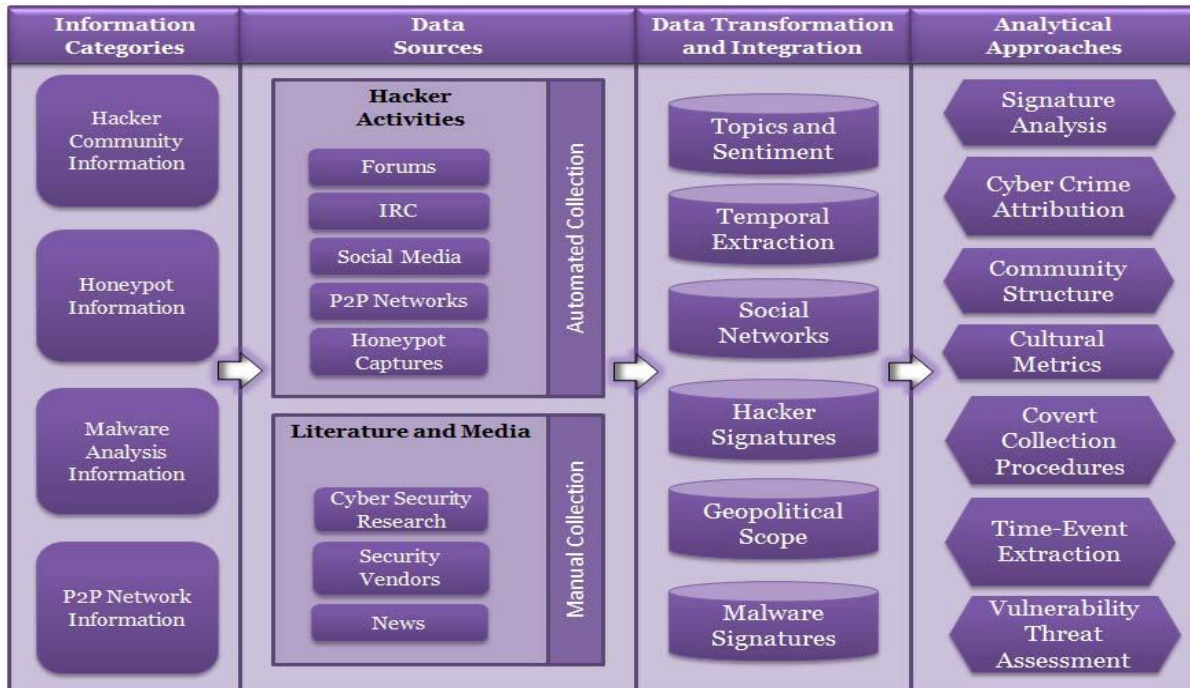 Information
Categories
Data
Sources
Data Transformation
and Integration
Analytical
Approaches
Hacker
Community
Information
Honeypot
Information
Malware
Analysis
Information
P2P Network
Information
Hacker
Activities
Forums
IRC
Social Media
P2P Networks
Honeypot
Captures
Automated Collection
Literature and Media
Cyber Security
Research
Security
Vendors
News
Manual Collection
Topics and
Sentiment
Temporal
Extraction
Social
Networks
Hacker
Signatures
Geopolitical
Scope
Malware
Signatures
Signature
Analysis
Cyber Crime
Attribution
Community
Structure
Cultural
Metrics
Covert
Collection
Procedures
Time-Event
Extraction
Vulnerability
Threat
Assessment